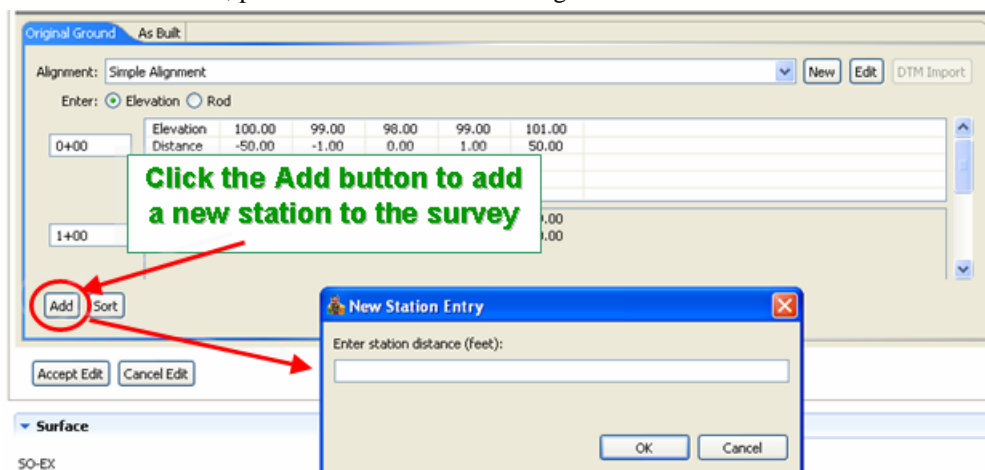 Original Ground As Built
Alignment: Simple Alignment New Edit DTM Import
Enter: Elevation Rod
Elevation 100.00 99.00 98.00 99.00 101.00
0+00 Distance -50.00 -1.00 0.00 1.00 50.00
Click the Add button to add
a new station to the survey
.00
1+00 .00
Add Sort
New Station Entry
Enter station distance (feet):
Accept Edit Cancel Edit
Surface
OK Cancel
SO-EX